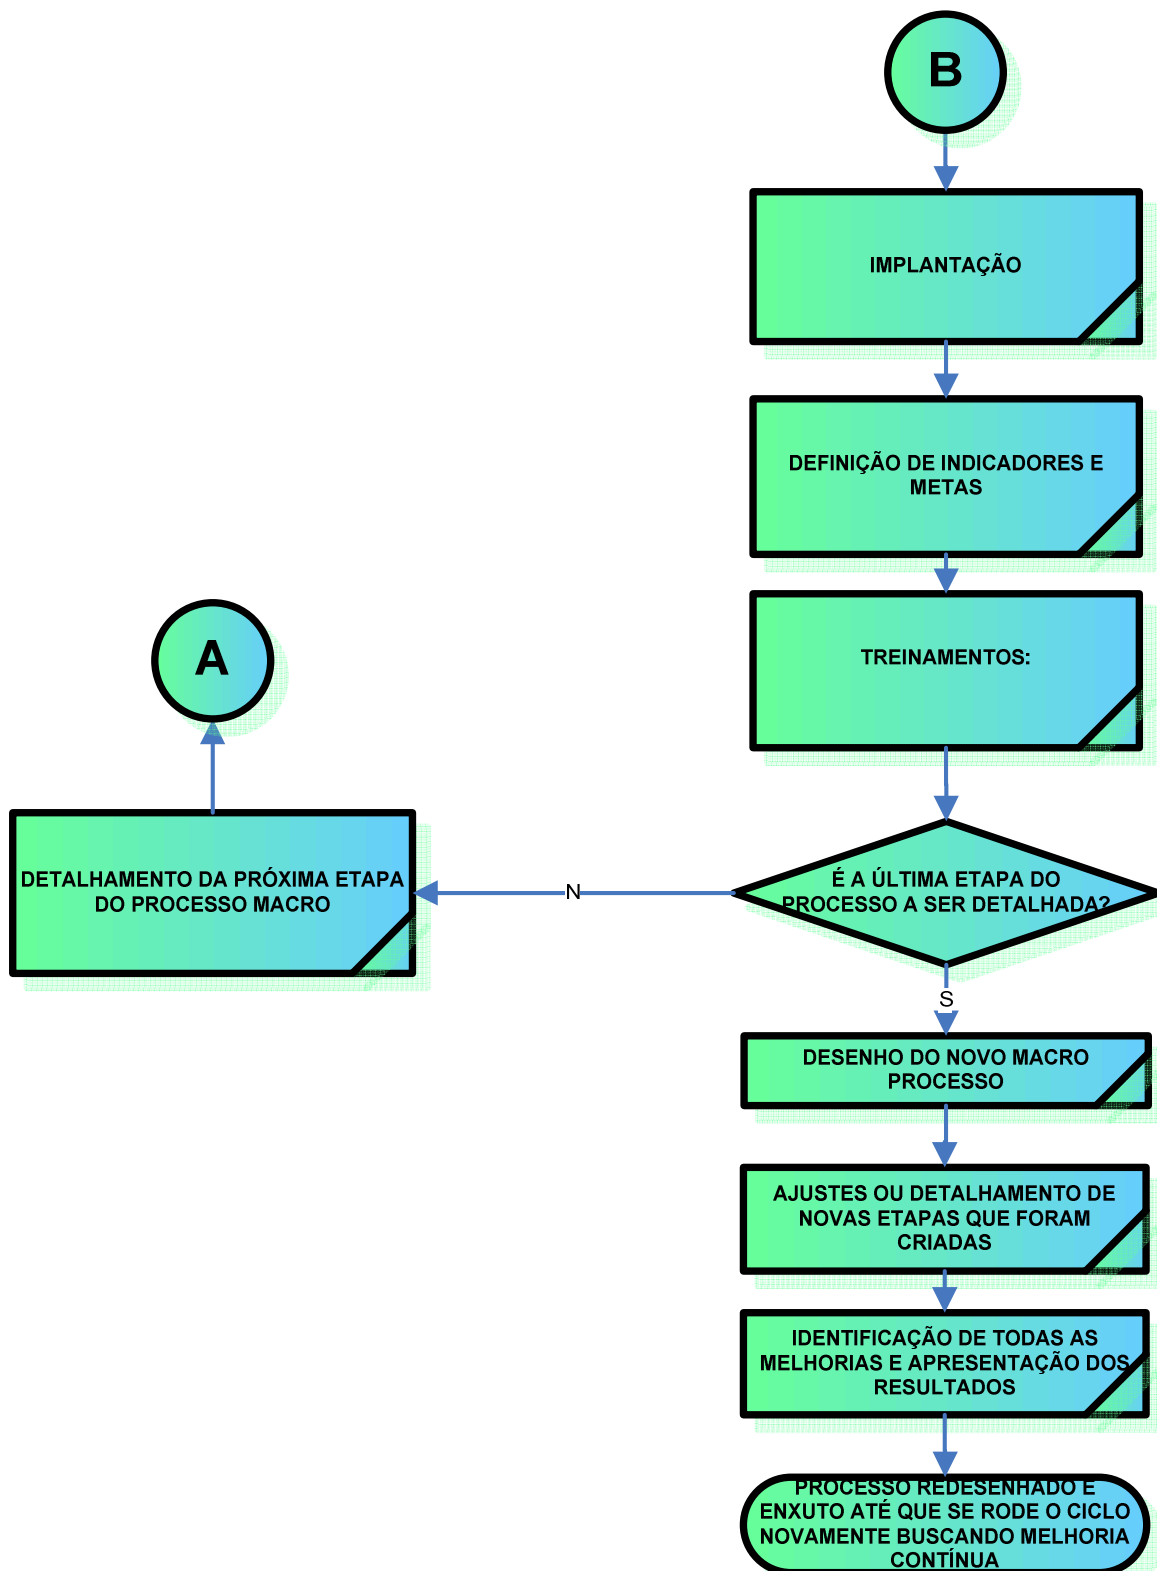 B
IMPLANTAÇÃO
DEFINIÇÃO DE INDICADORES E
METAS
TREINAMENTOS:
A
DETALHAMENTO DA PRÓXIMA ETAPA
DO PROCESSO MACRO
N
É A ÚLTIMA ETAPA DO
PROCESSO A SER DETALHADA?
S
DESENHO DO NOVO MACRO
PROCESSO
AJUSTES OU DETALHAMENTO DE
NOVAS ETAPAS QUE FORAM
CRIADAS
IDENTIFICAÇÃO DE TODAS AS
MELHORIAS E APRESENTAÇÃO DOS
RESULTADOS
PROCESSO REDESENHADO E
ENXUTO ATÉ QUE SE RODE O CICLO
NOVAMENTE BUSCANDO MELHORIA
CONTÍNUA